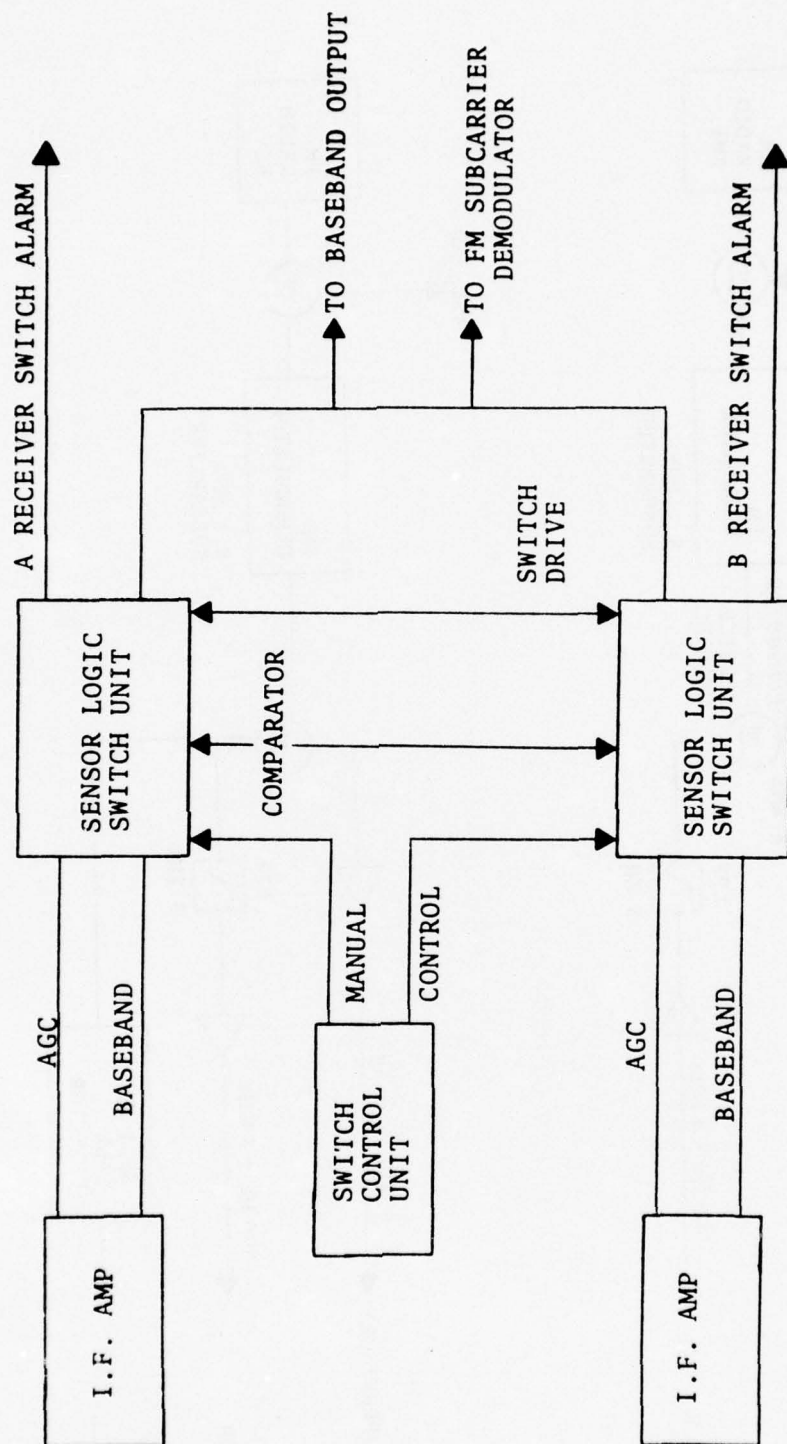 A RECEIVER SWITCH ALARM
I.F. AMP
AGC
BASEBAND
SENSOR LOGIC
SWITCH UNIT
TO BASEBAND OUTPUT
SWITCH
CONTROL
UNIT
MANUAL
CONTROL
COMPARATOR
SWITCH
DRIVE
TO FM SUBCARRIER
DEMODULATOR
I.F. AMP
AGC
BASEBAND
SENSOR LOGIC
SWITCH UNIT
B RECEIVER SWITCH ALARM